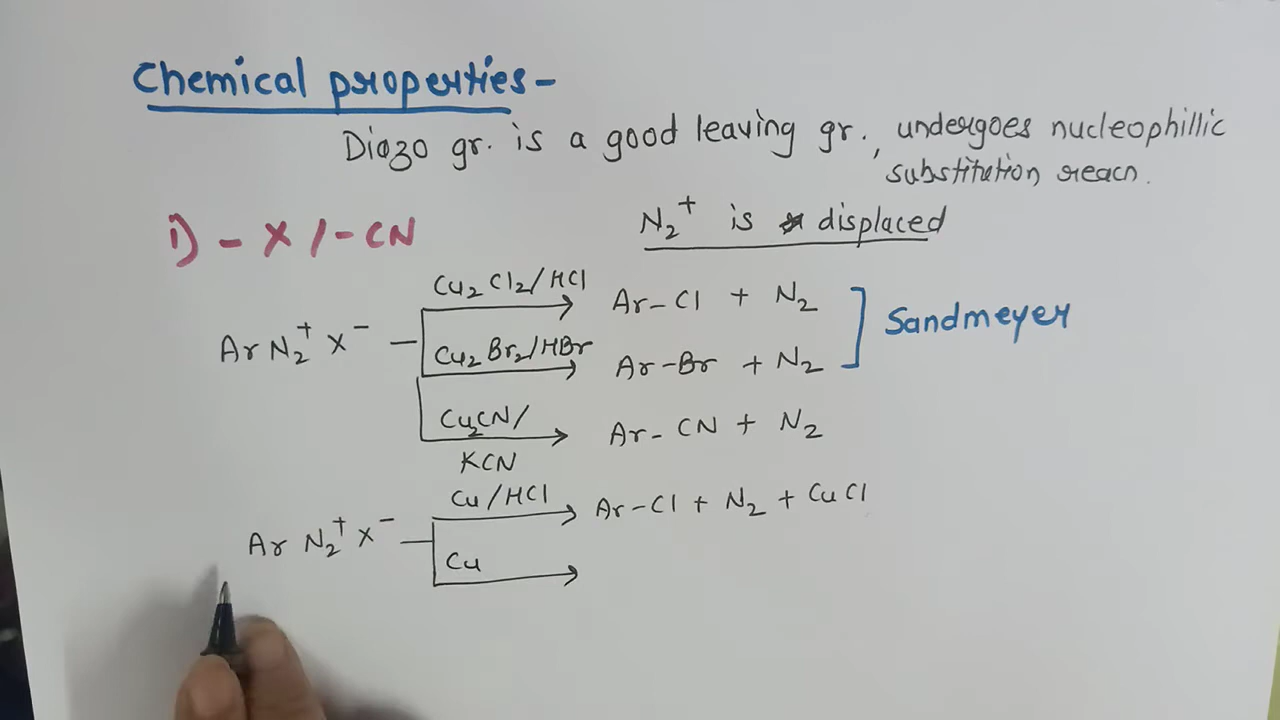 Chemical properties -
Diazo gr. is a good leaving gr., undergoes nucleophillic
substitution reacn.
N₂⁺ is displaced
1) - X / - CN
ArN₂⁺X⁻
Cu₂Cl₂/HCl Ar-Cl + N₂
Cu₂Br₂/HBr Ar-Br + N₂
Sandmeyer
Cu₂CN/
KCN
Ar-CN + N₂
ArN₂⁺X⁻
Cu/HCl Ar-Cl + N₂ + CuCl
Cu